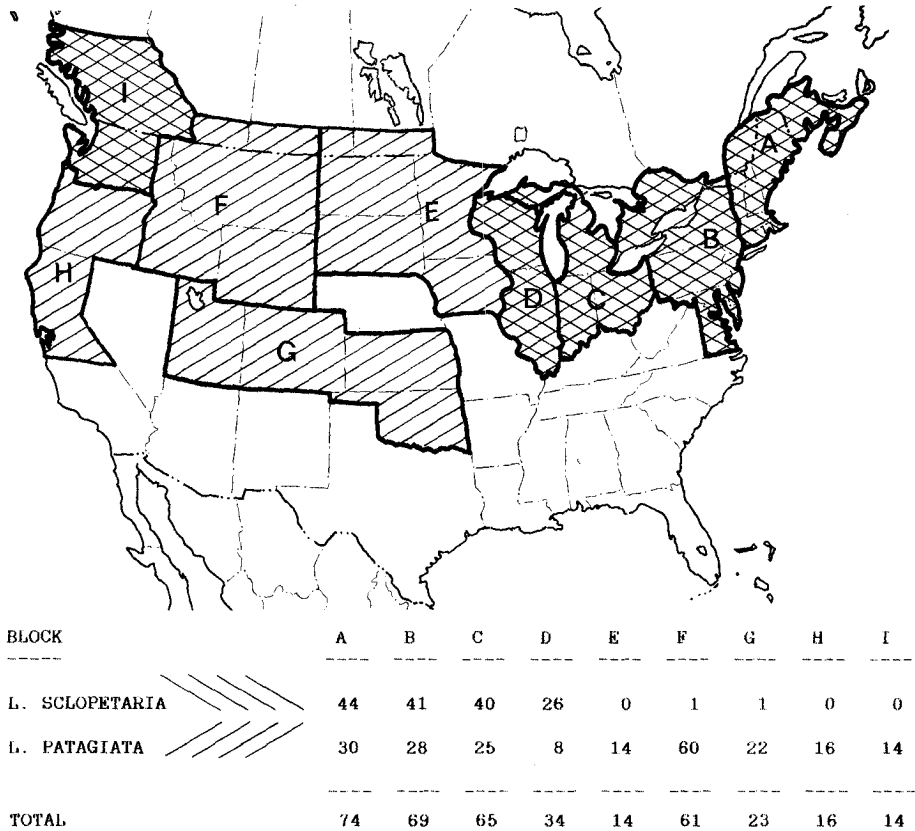 I
A
F
E
B
H
D
C
G
BLOCK A B C D E F G H I
L. SCLOPETARIA 44 41 40 26 0 1 1 0 0
L. PATAGIATA 30 28 25 8 14 60 22 16 14
TOTAL 74 69 65 34 14 61 23 16 14